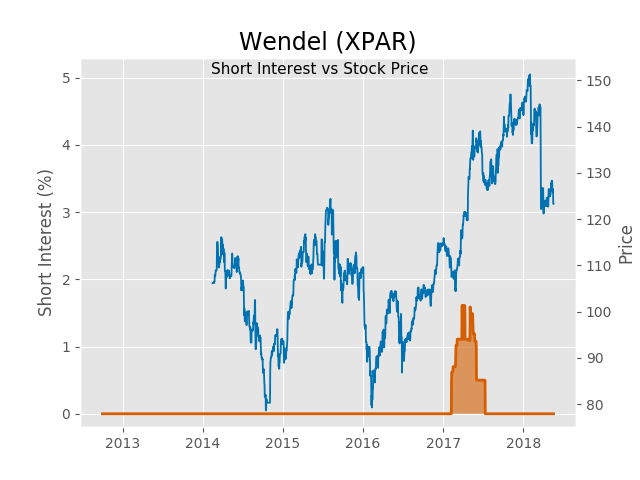 Wendel (XPAR)
Short Interest vs Stock Price
Short Interest (%)
5
4
3
2
1
0
150
140
130
120
110
100
90
80
Price
2013 2014 2015 2016 2017 2018